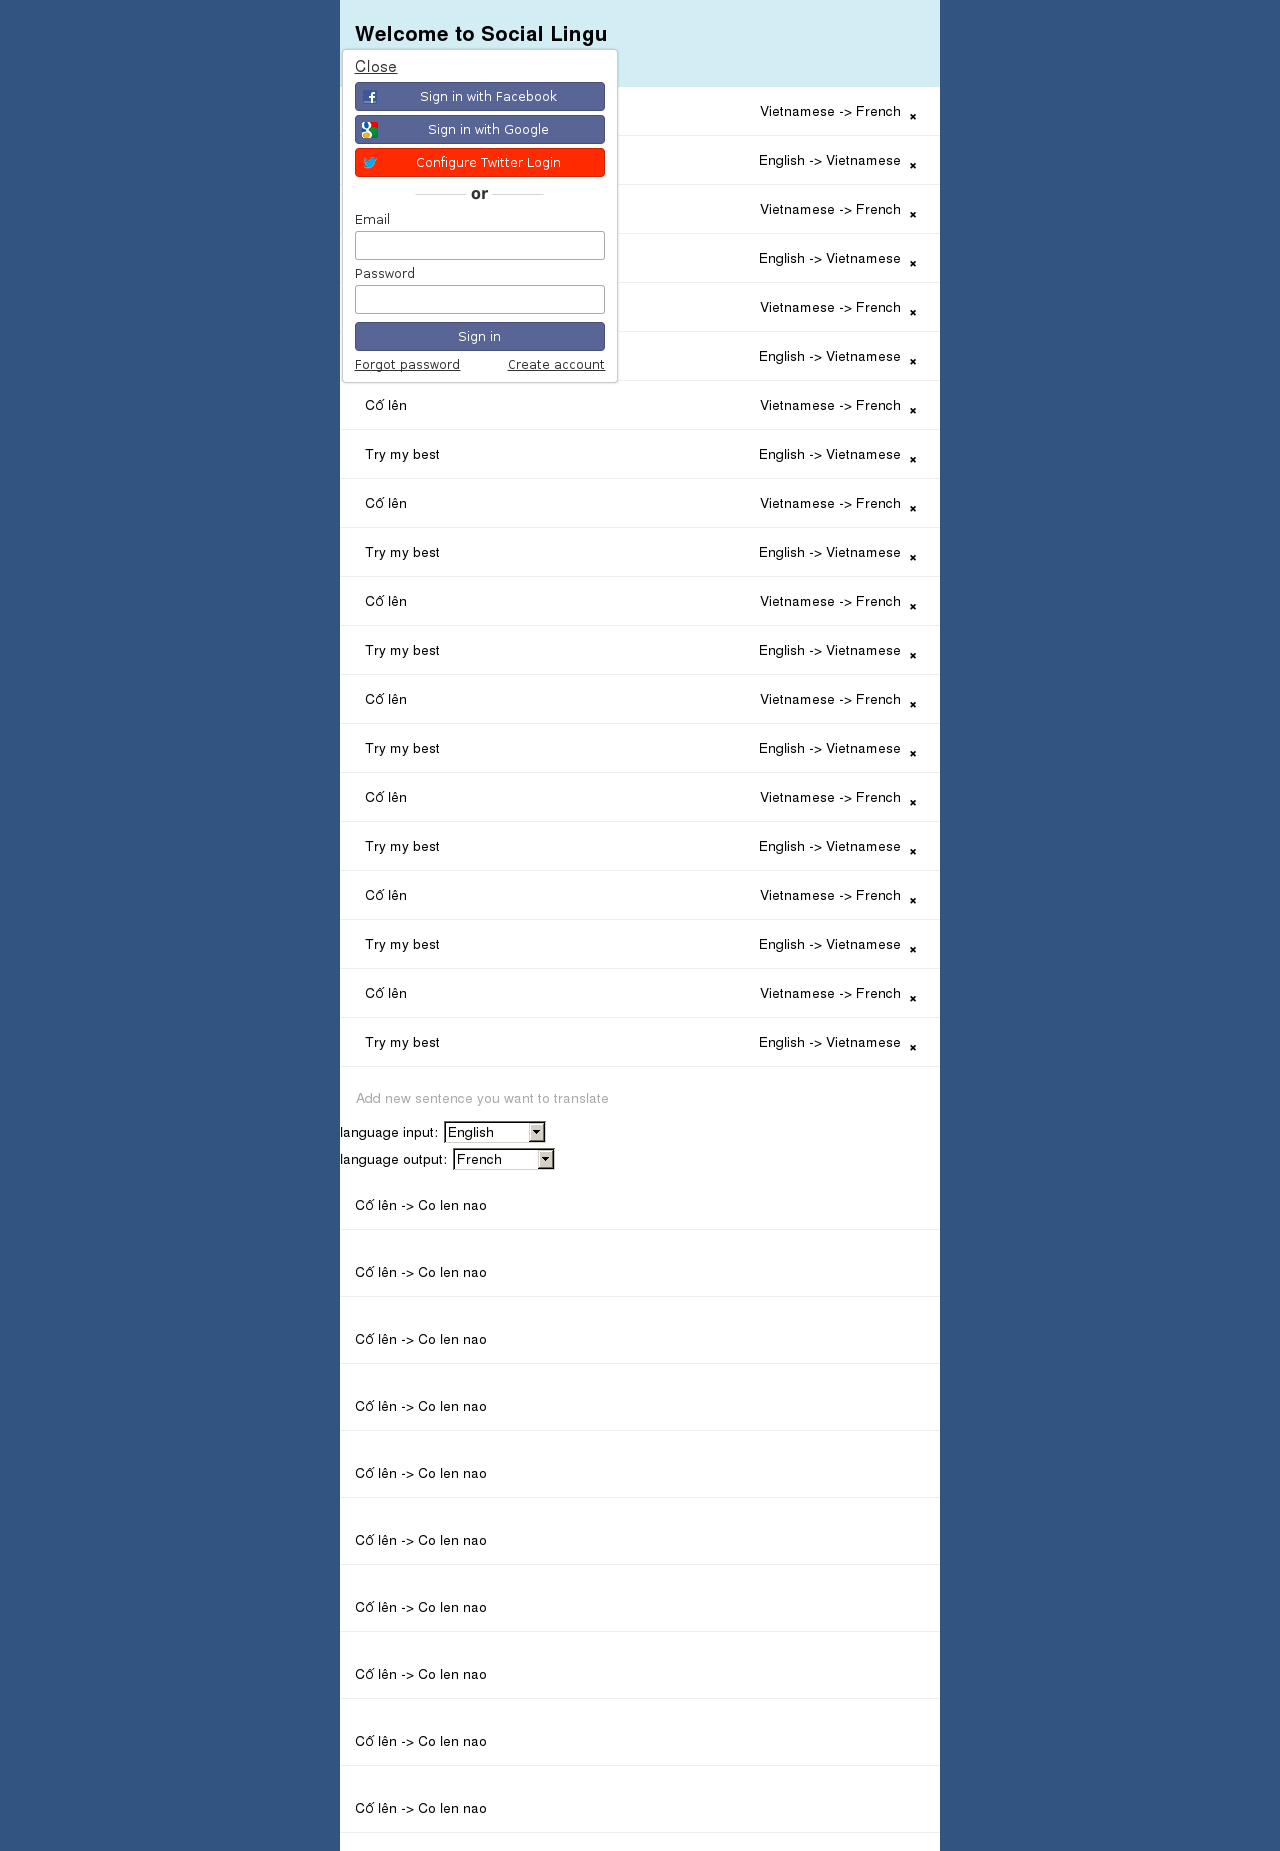 Welcome to Social Lingu
Close
Sign in with Facebook
Sign in with Google
Configure Twitter Login
or
Email
Password
Sign in
Forgot password Create account
Vietnamese -> French ×
English -> Vietnamese ×
Vietnamese -> French ×
English -> Vietnamese ×
Vietnamese -> French ×
English -> Vietnamese ×
Cố lên Vietnamese -> French ×
Try my best English -> Vietnamese ×
Cố lên Vietnamese -> French ×
Try my best English -> Vietnamese ×
Cố lên Vietnamese -> French ×
Try my best English -> Vietnamese ×
Cố lên Vietnamese -> French ×
Try my best English -> Vietnamese ×
Cố lên Vietnamese -> French ×
Try my best English -> Vietnamese ×
Cố lên Vietnamese -> French ×
Try my best English -> Vietnamese ×
Cố lên Vietnamese -> French ×
Try my best English -> Vietnamese ×
Add new sentence you want to translate
language input: English
language output: French
Cố lên -> Co len nao
Cố lên -> Co len nao
Cố lên -> Co len nao
Cố lên -> Co len nao
Cố lên -> Co len nao
Cố lên -> Co len nao
Cố lên -> Co len nao
Cố lên -> Co len nao
Cố lên -> Co len nao
Cố lên -> Co len nao